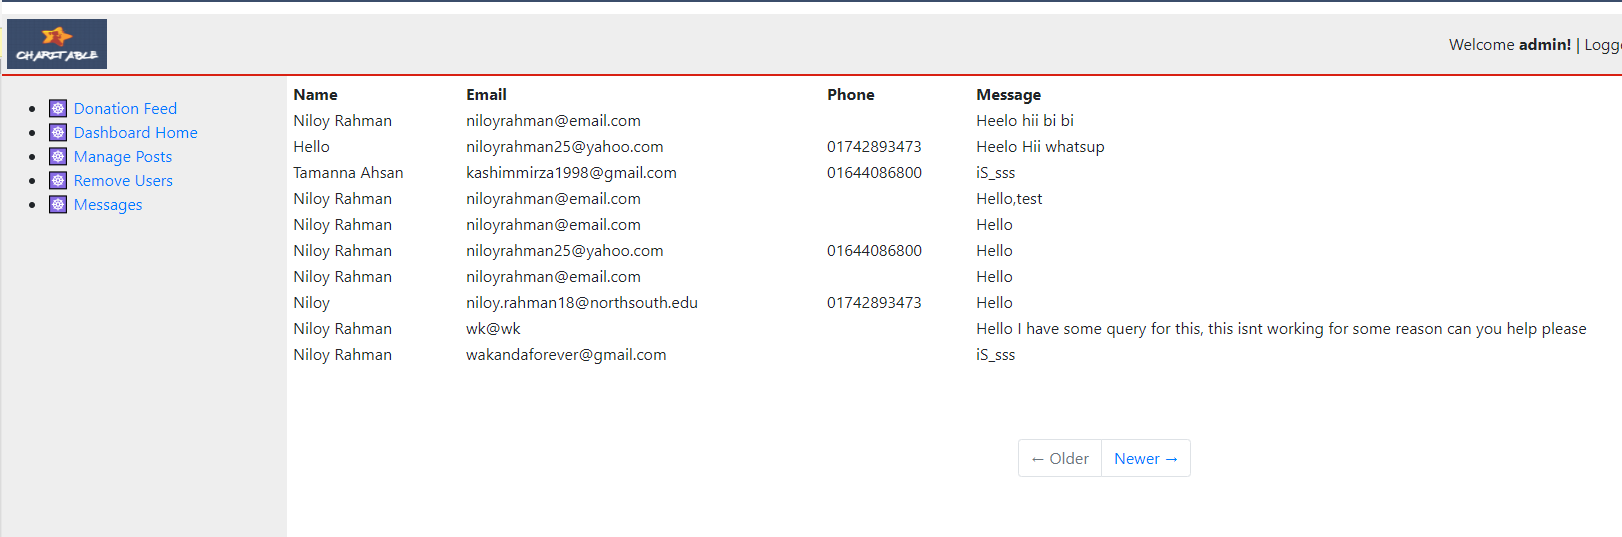 CHARITABLE
Welcome admin! | Logge
Donation Feed
Dashboard Home
Manage Posts
Remove Users
Messages
Name Email Phone Message
Niloy Rahman niloyrahman@email.com Heelo hii bi bi
Hello niloyrahman25@yahoo.com 01742893473 Heelo Hii whatsup
Tamanna Ahsan kashimmirza1998@gmail.com 01644086800 iS_sss
Niloy Rahman niloyrahman@email.com Hello,test
Niloy Rahman niloyrahman@email.com Hello
Niloy Rahman niloyrahman25@yahoo.com 01644086800 Hello
Niloy Rahman niloyrahman@email.com Hello
Niloy niloy.rahman18@northsouth.edu 01742893473 Hello
Niloy Rahman wk@wk Hello I have some query for this, this isnt working for some reason can you help please
Niloy Rahman wakandaforever@gmail.com iS_sss
← Older Newer →